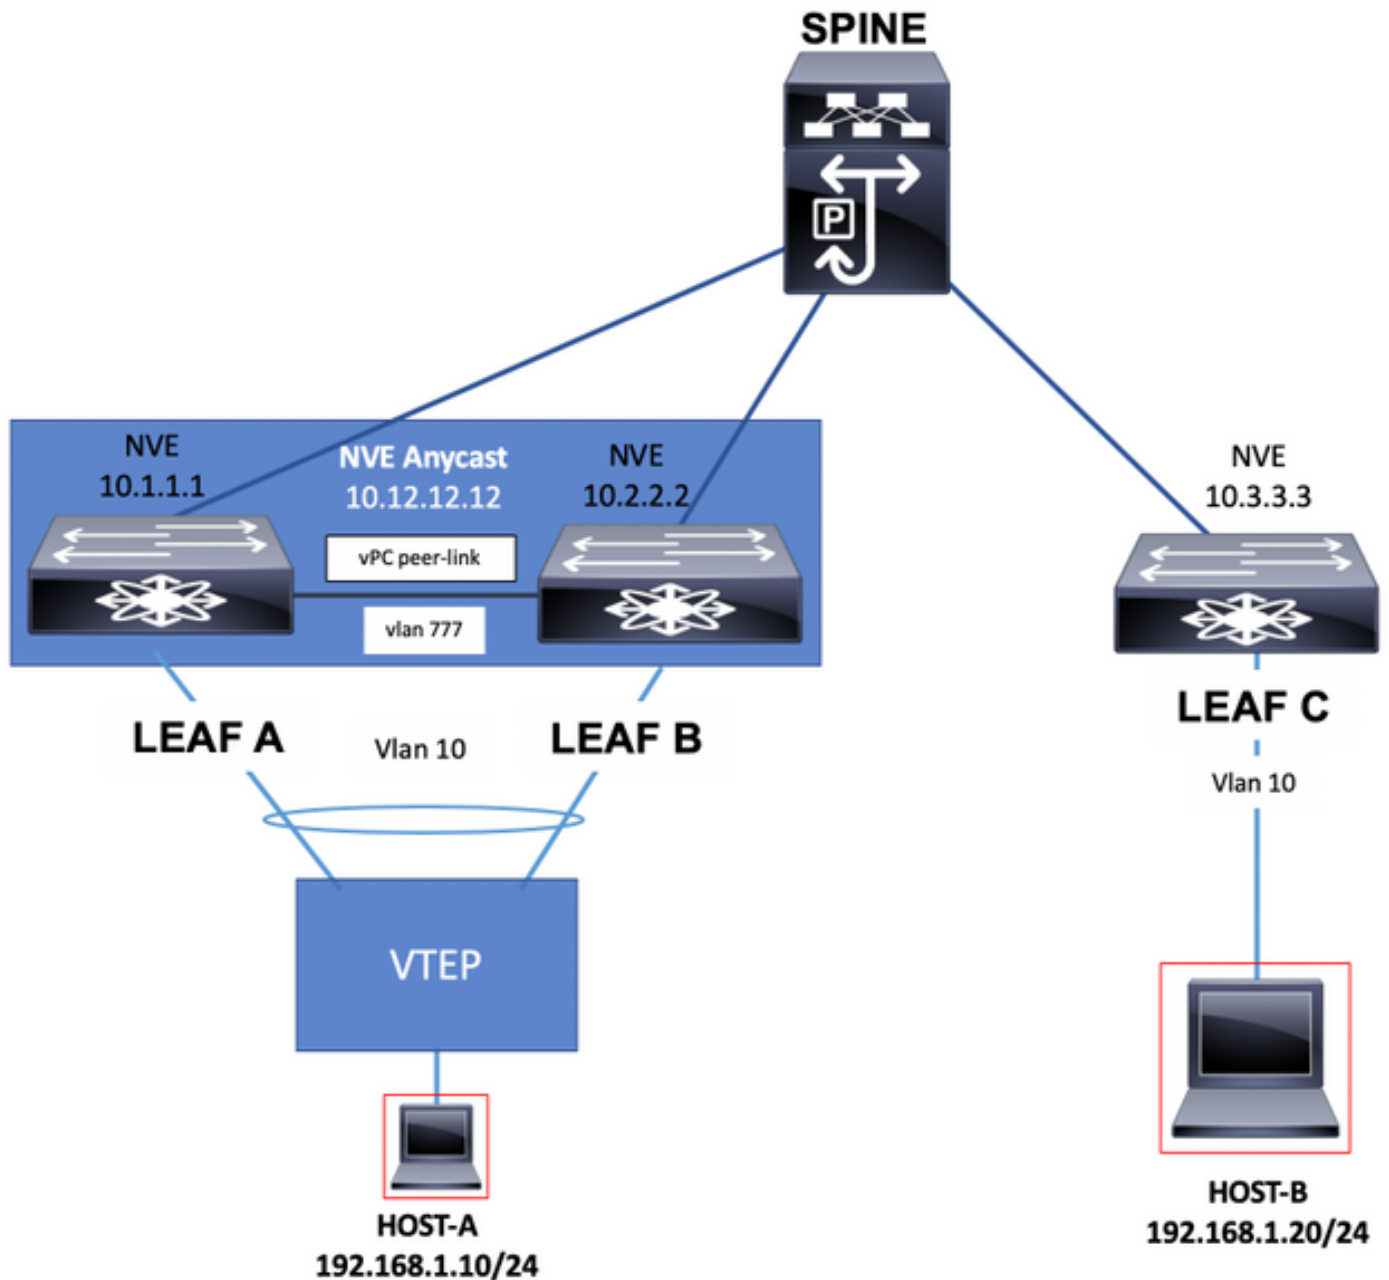 SPINE
P
NVE
10.1.1.1
NVE Anycast
10.12.12.12
NVE
10.2.2.2
NVE
10.3.3.3
vPC peer-link
vlan 777
LEAF A
Vlan 10
LEAF B
LEAF C
Vlan 10
VTEP
HOST-A
192.168.1.10/24
HOST-B
192.168.1.20/24